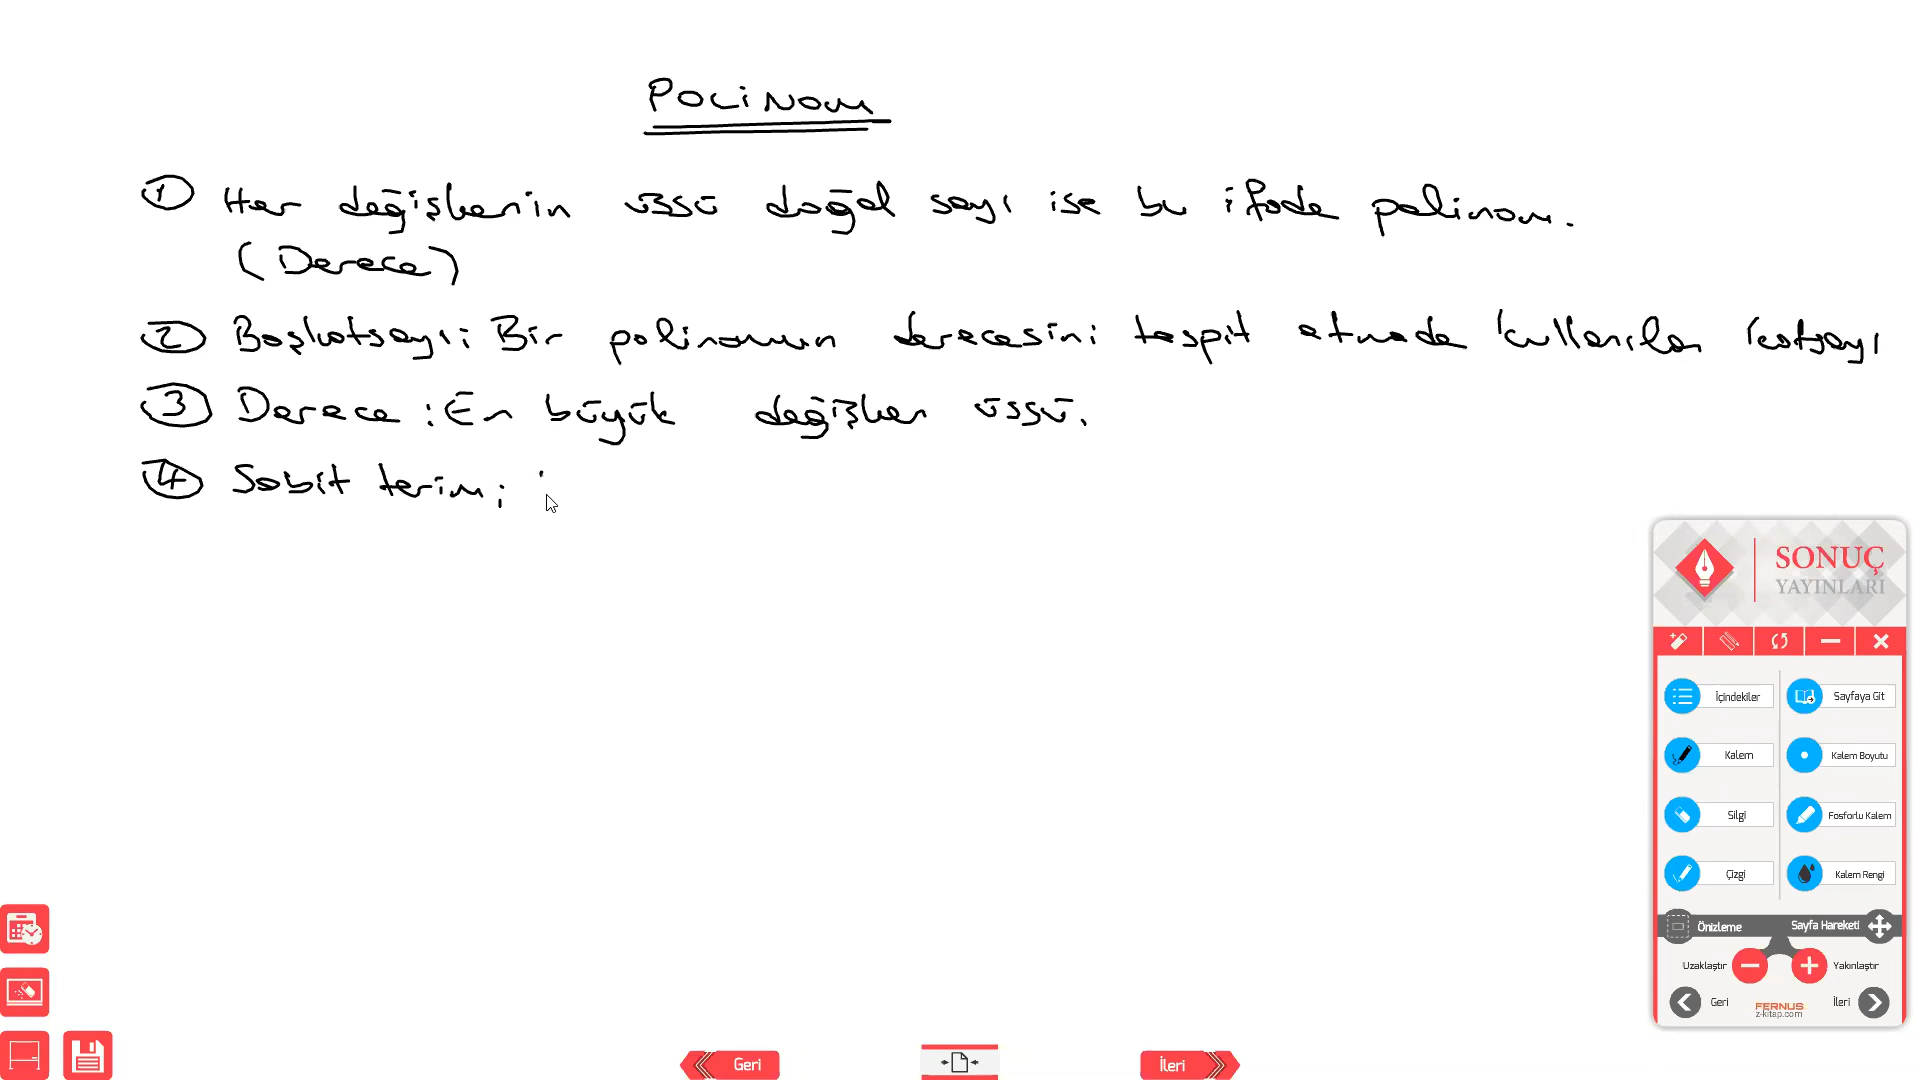 POLİNOM
① Her değişkenin üssü doğal sayı ise bu ifade polinom.
(Derece)
② Başkatsayı: Bir polinomun derecesini tespit etmede kullanılan katsayı
③ Derece: En büyük değişken üssü.
④ Sabit terim:
SONUÇ
YAYINLARI
İçindekiler
Sayfaya Git
Kalem
Kalem Boyutu
Silgi
Fosforlu Kalem
Çizgi
Kalem Rengi
Önizleme
Sayfa Hareketi
Uzaklaştır
Yakınlaştır
Geri
FERNUS
z-kitap.com
İleri
Geri
İleri